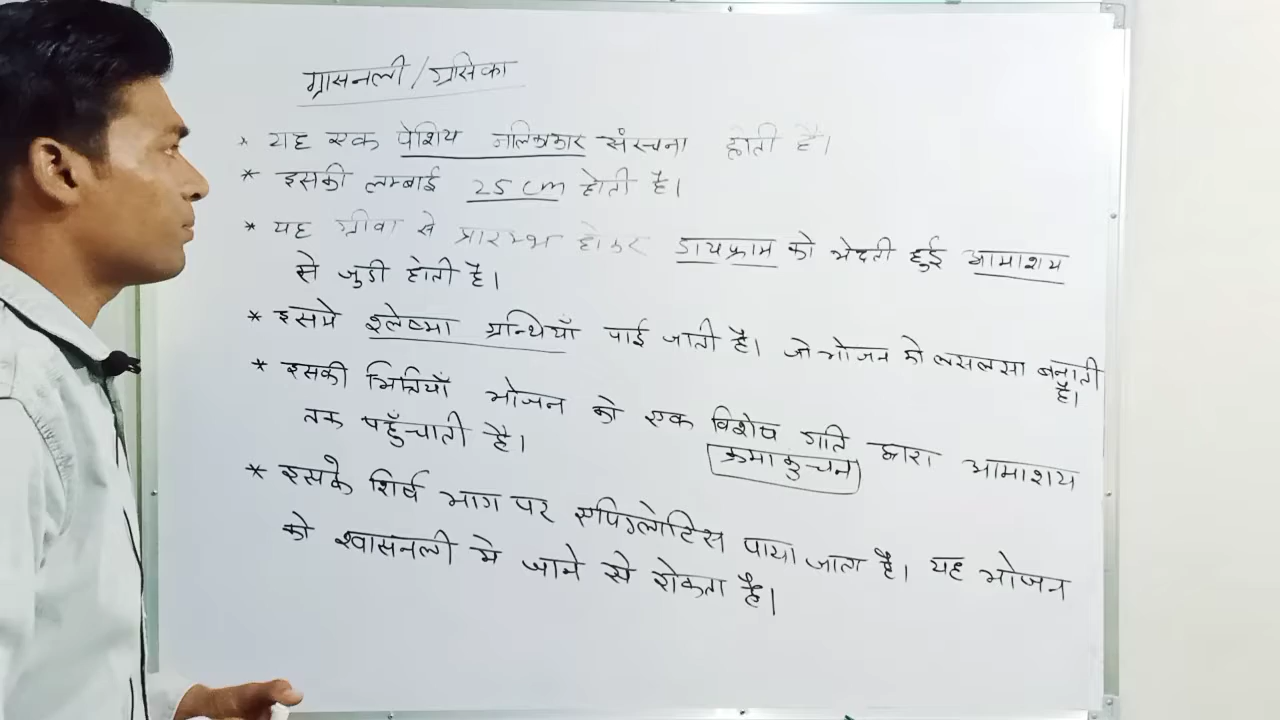 ग्रासनली/ग्रसिका
* यह एक पेशिय नलिकाकार संरचना होती है।
* इसकी लम्बाई 25 cm होती है।
* यह ग्रीवा से प्रारम्भ होकर डायफ्राम को भेदती हुई आमाशय
से जुडी होती है।
* इसमे श्लेष्मा ग्रन्थियाँ पाई जाती है। जो भोजन को लसलसा बनाती
है।
* इसकी भित्तियाँ भोजन को एक विशेष गति द्वारा आमाशय
क्रमाकुचन
तक पहुँचाती है।
* इसके शिर्ष भाग पर एपिग्लोटिस पाया जाता है। यह भोजन
को श्वासनली मे जाने से रोकता है।